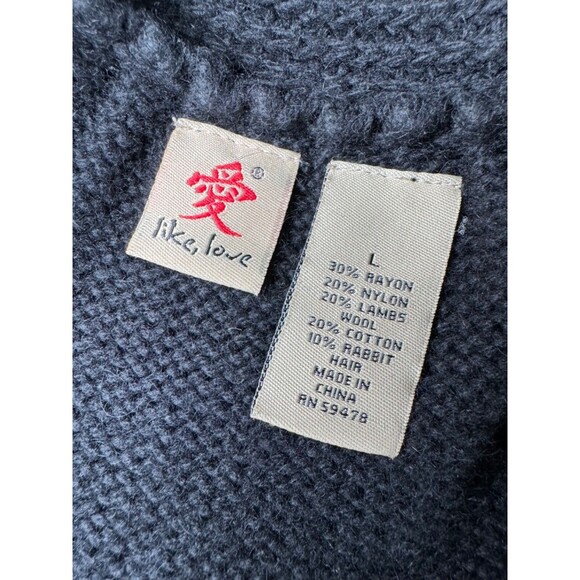 愛®
like, love
L
30% RAYON
20% NYLON
20% LAMBS
WOOL
20% COTTON
10% RABBIT
HAIR
MADE IN
CHINA
RN 59478